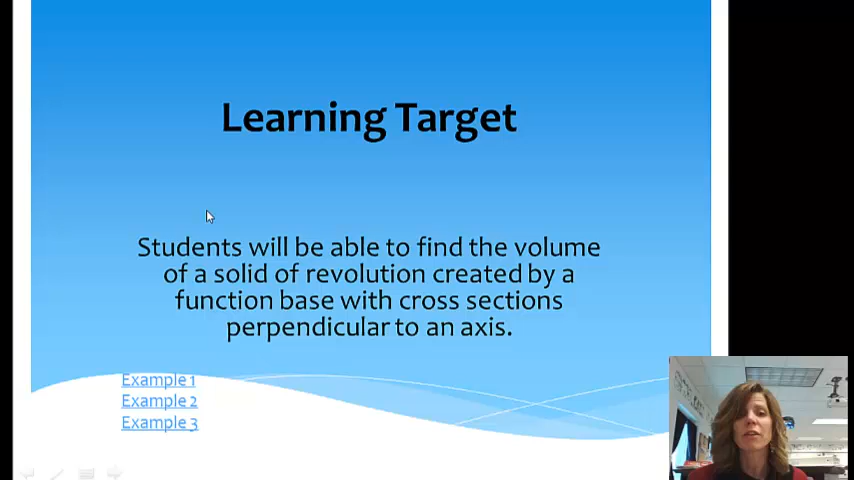 Learning Target
Students will be able to find the volume
of a solid of revolution created by a
function base with cross sections
perpendicular to an axis.
Example 1
Example 2
Example 3